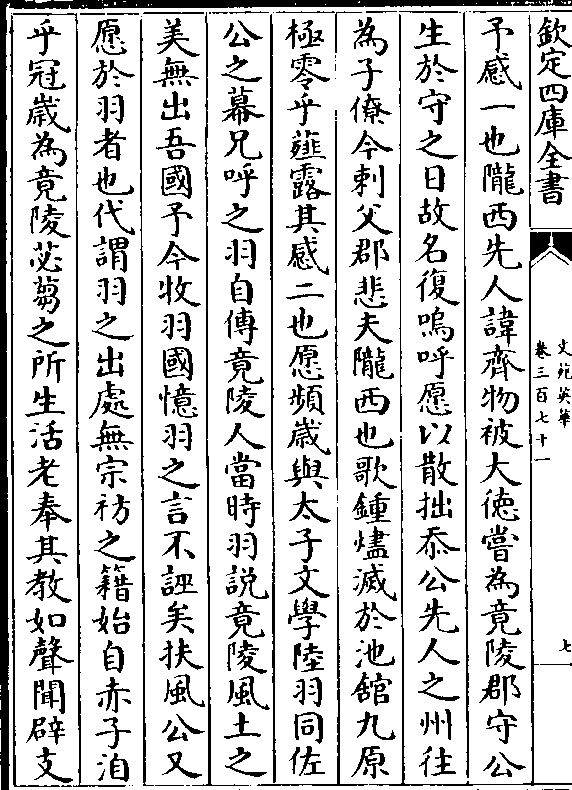 欽定四庫全書
文苑英華
卷三百七十一
七
予感一也隴西先人諱齊物被大徳嘗為竟陵郡守公
生於守之日故名復嗚呼愿以散拙忝公先人之州往
為子僚今刺父郡悲夫隴西也歌鍾燼滅於池舘九原
極零乎薤露其感二也愿頻歳與太子文學陸羽同佐
公之幕兄呼之羽自傳竟陵人當時羽說竟陵風土之
美無出吾國予今牧羽國憶羽之言不誣矣扶風公又
愿於羽者也代謂羽之出處無宗祊之籍始自赤子洎
乎冠歳為竟陵苾蒭之所生活老奉其教如聲聞辟支